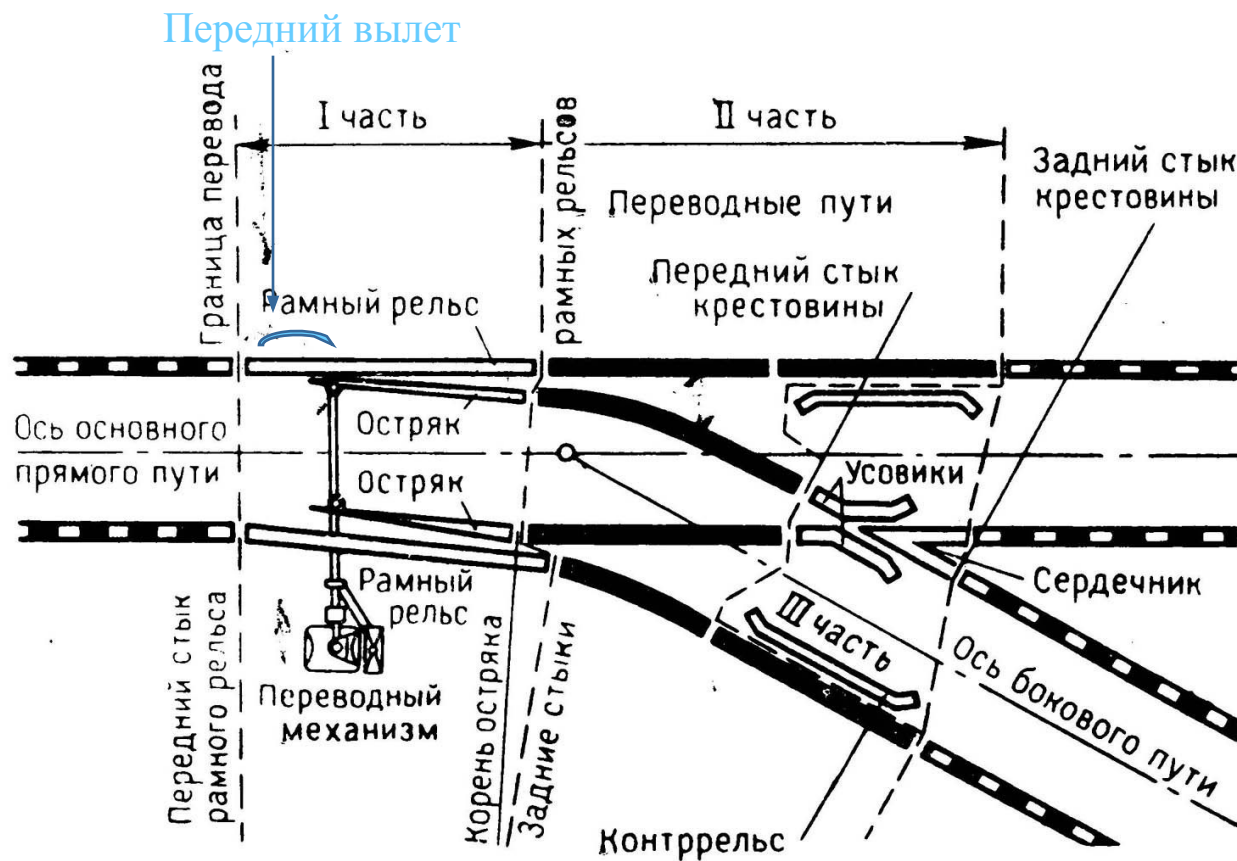 Передний вылет
Граница перевода
I часть
рамных рельсов
II часть
Задний стык
крестовины
Переводные пути
Передний стык
крестовины
Рамный рельс
Ось основного
прямого пути
Остряк
Остряк
Усовики
Сердечник
Рамный
рельс
III часть
Ось бокового пути
Переводный
механизм
Передний стык
рамного рельса
Корень остряка
Задние стыки
Контррельс